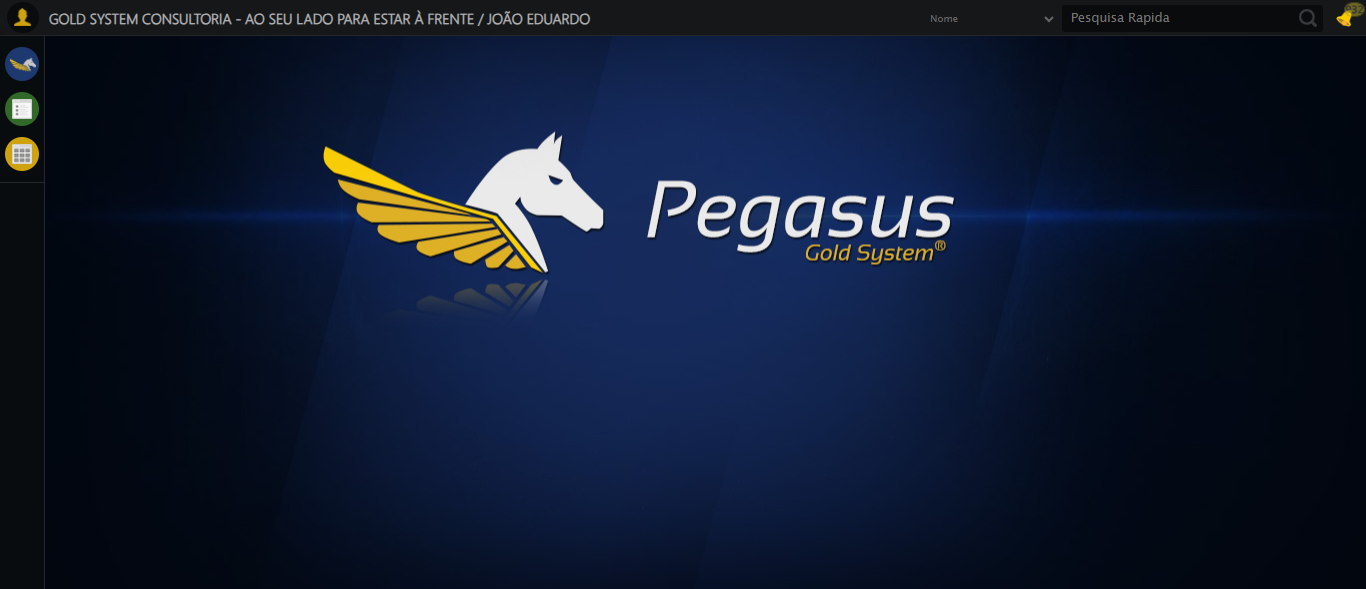 GOLD SYSTEM CONSULTORIA - AO SEU LADO PARA ESTAR À FRENTE / JOÃO EDUARDO
Nome
Pesquisa Rapida
Pegasus
Gold System®